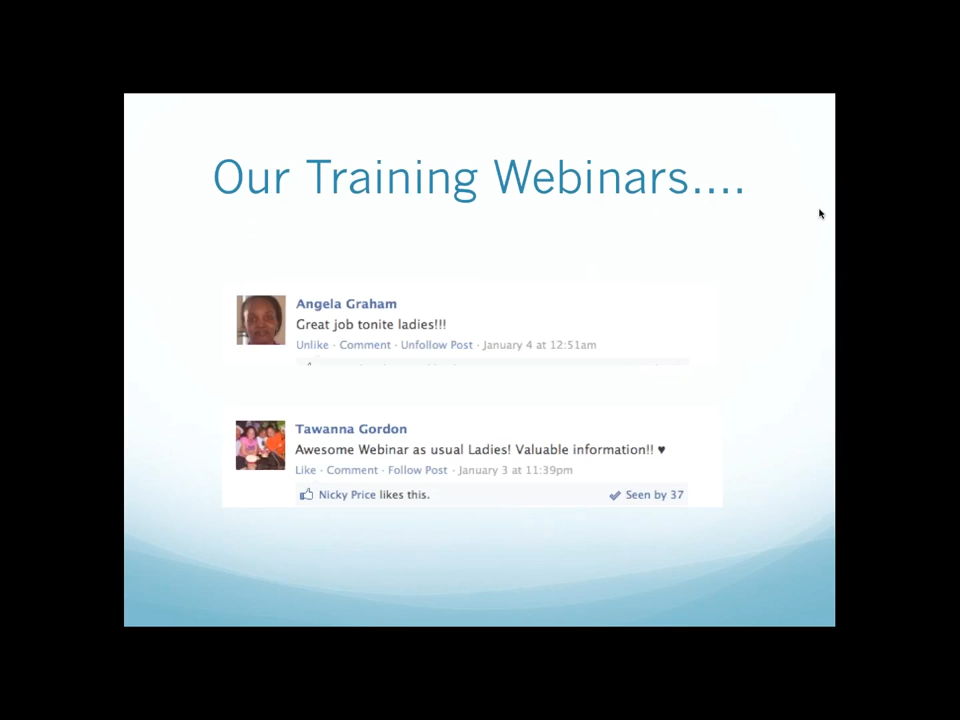 Our Training Webinars....
Angela Graham
Great job tonite ladies!!!
Unlike · Comment · Unfollow Post · January 4 at 12:51am
Tawanna Gordon
Awesome Webinar as usual Ladies! Valuable information!! ♥
Like · Comment · Follow Post · January 3 at 11:39pm
Nicky Price likes this. Seen by 37